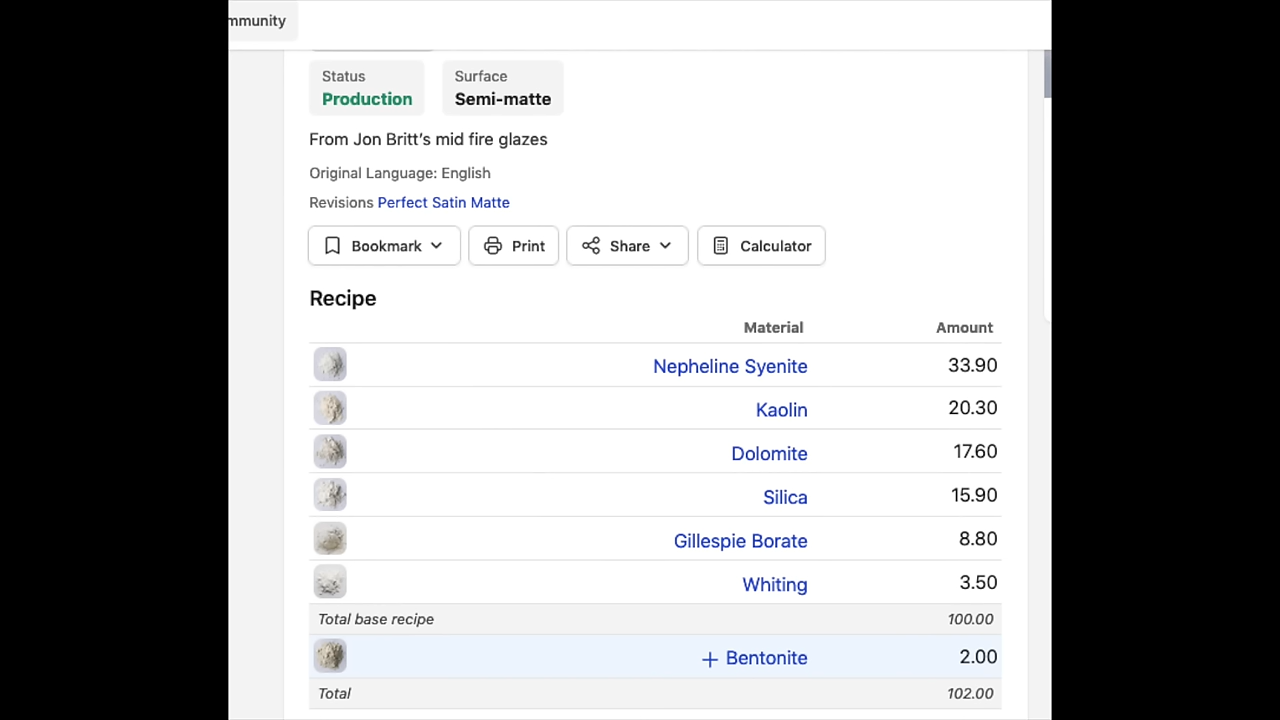 mmunity
Status
Production
Surface
Semi-matte
From Jon Britt's mid fire glazes
Original Language: English
Revisions Perfect Satin Matte
Bookmark Print Share Calculator
Recipe
Material Amount
Nepheline Syenite 33.90
Kaolin 20.30
Dolomite 17.60
Silica 15.90
Gillespie Borate 8.80
Whiting 3.50
Total base recipe 100.00
+ Bentonite 2.00
Total 102.00